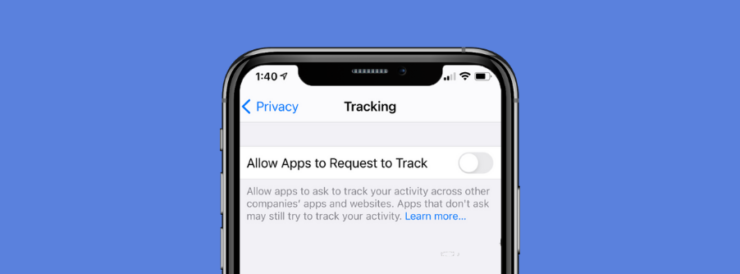 1:40
Privacy
Tracking
Allow Apps to Request to Track
Allow apps to ask to track your activity across other
companies' apps and websites. Apps that don't ask
may still try to track your activity. Learn more...